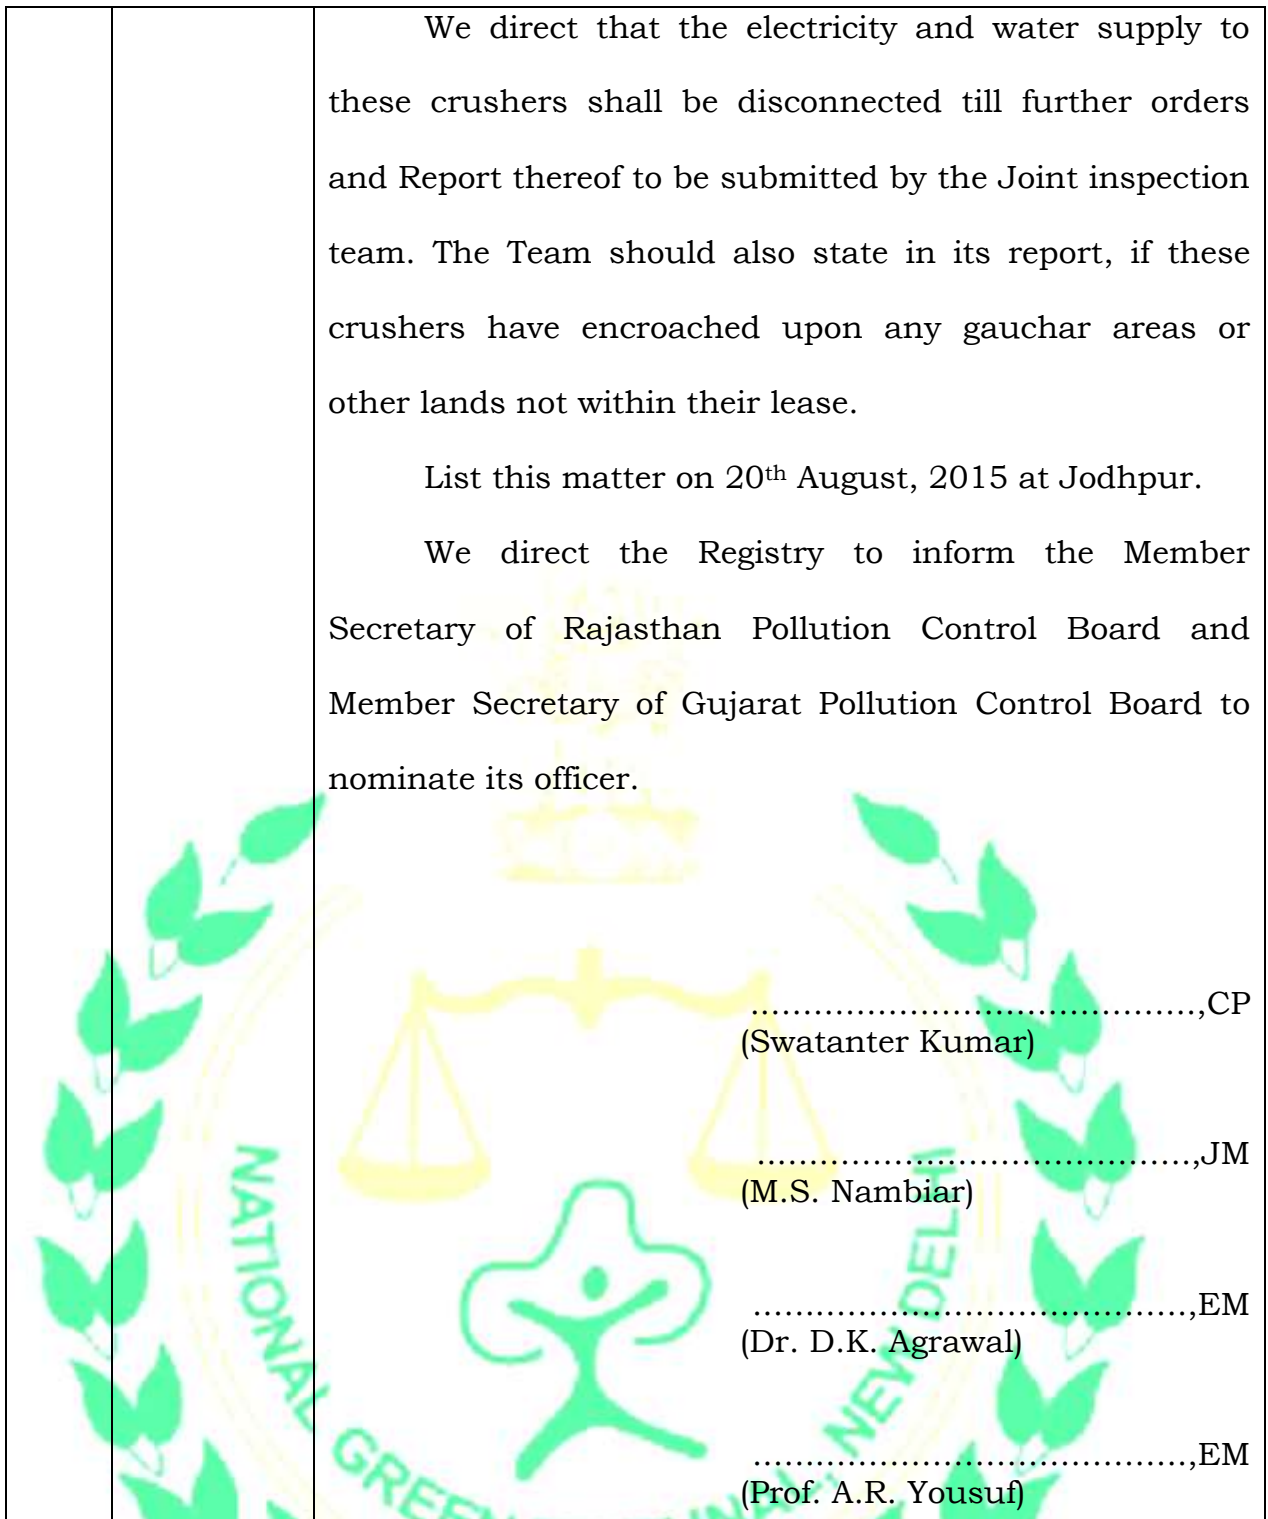 We direct that the electricity and water supply to
these crushers shall be disconnected till further orders
and Report thereof to be submitted by the Joint inspection
team. The Team should also state in its report, if these
crushers have encroached upon any gauchar areas or
other lands not within their lease.
List this matter on 20th August, 2015 at Jodhpur.
We direct the Registry to inform the Member
Secretary of Rajasthan Pollution Control Board and
Member Secretary of Gujarat Pollution Control Board to
nominate its officer.
……………………………………,CP
(Swatanter Kumar)
……………………………………,JM
(M.S. Nambiar)
……………………………………,EM
(Dr. D.K. Agrawal)
……………………………………,EM
(Prof. A.R. Yousuf)
NATIONAL GREEN TRIBUNAL, NEW DELHI